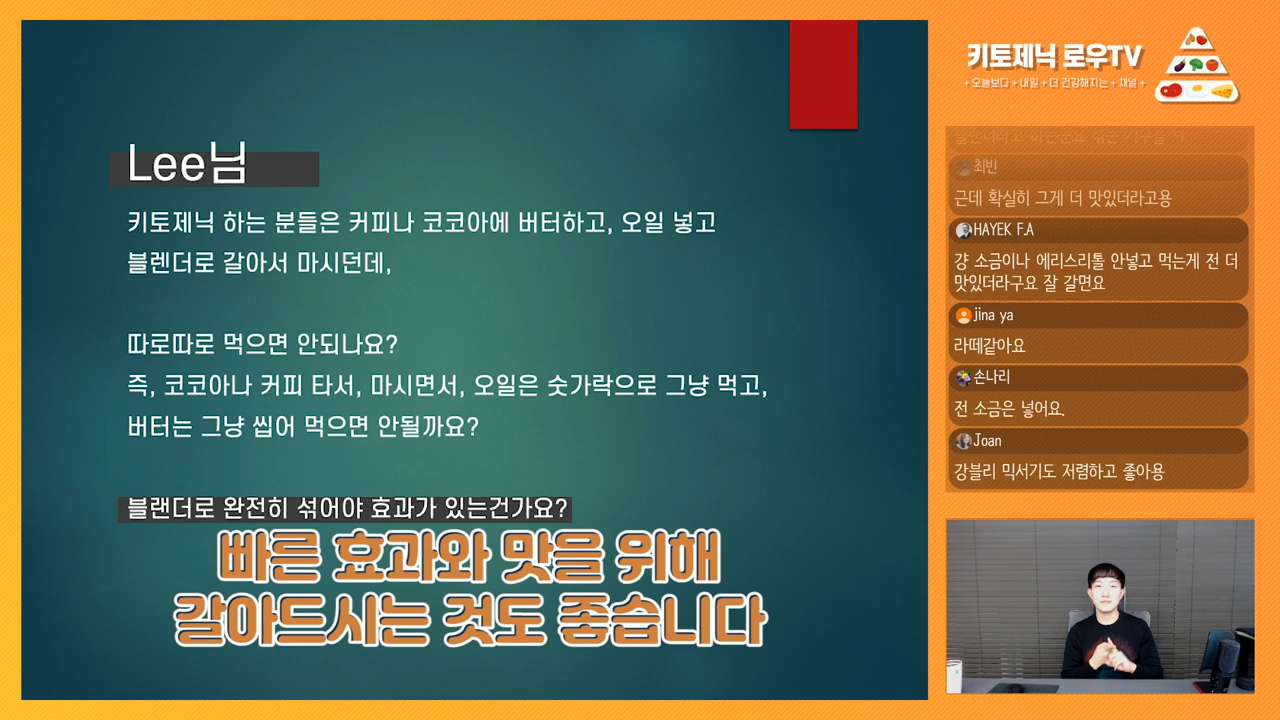 Lee님
키토제닉 하는 분들은 커피나 코코아에 버터하고, 오일 넣고
블렌더로 갈아서 마시던데,
따로따로 먹으면 안되나요?
즉, 코코아나 커피 타서, 마시면서, 오일은 숫가락으로 그냥 먹고,
버터는 그냥 씹어 먹으면 안될까요?
블랜더로 완전히 섞어야 효과가 있는건가요?
빠른 효과와 맛을 위해
갈아드시는 것도 좋습니다
키토제닉 로우TV
+ 오늘보다 + 내일 + 더 건강해지는 + 채널 +
최빈
근데 확실히 그게 더 맛있더라고용
HAYEK F.A
걍 소금이나 에리스리톨 안넣고 먹는게 전 더
맛있더라구요 잘 갈면요
jina ya
라떼같아요
손나리
전 소금은 넣어요.
Joan
강블리 믹서기도 저렴하고 좋아용